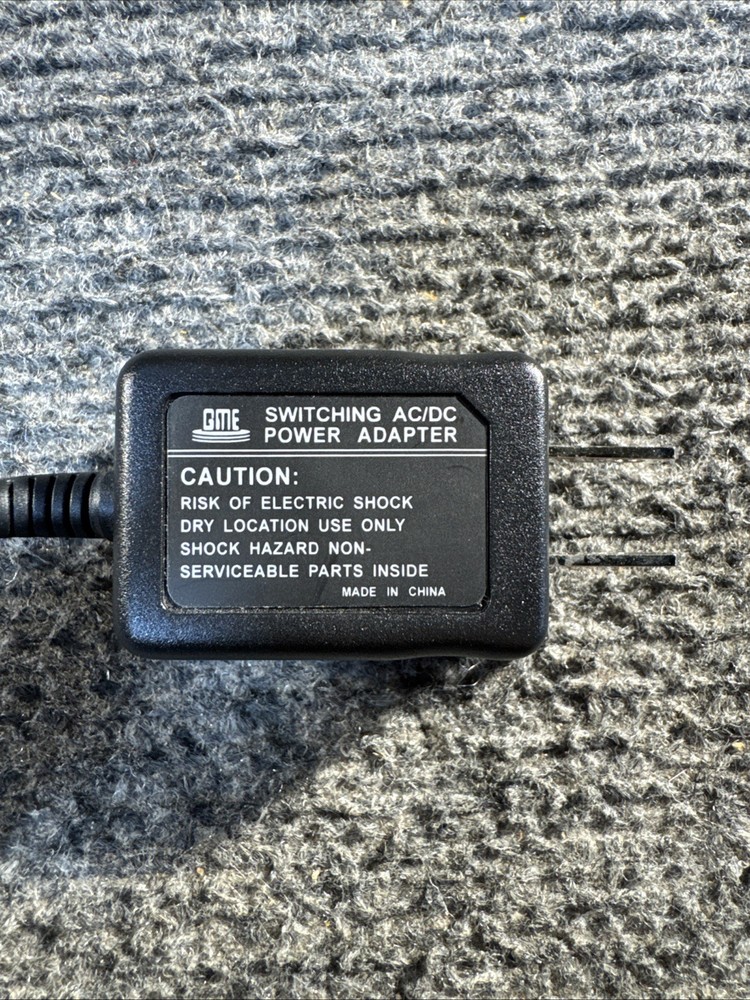 GME
SWITCHING AC/DC
POWER ADAPTER
CAUTION:
RISK OF ELECTRIC SHOCK
DRY LOCATION USE ONLY
SHOCK HAZARD NON-
SERVICEABLE PARTS INSIDE
MADE IN CHINA